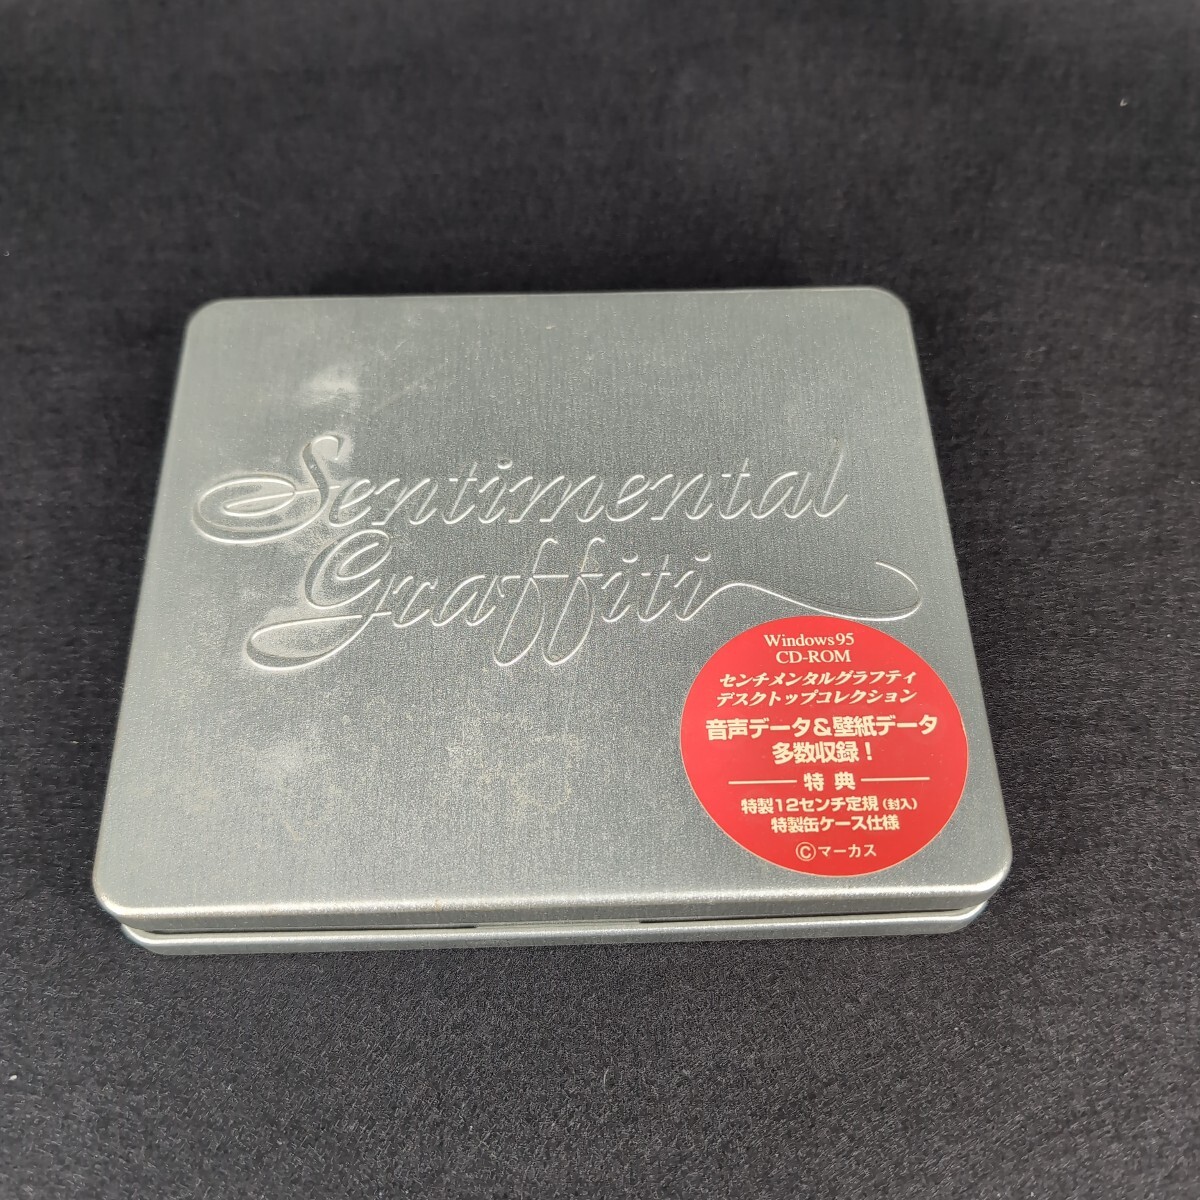 Sentimental
Graffiti
Windows95
CD-ROM
センチメンタルグラフティ
デスクトップコレクション
音声データ&壁紙データ
多数収録!
特典
特製12センチ定規(封入)
特製缶ケース仕様
©マーカス